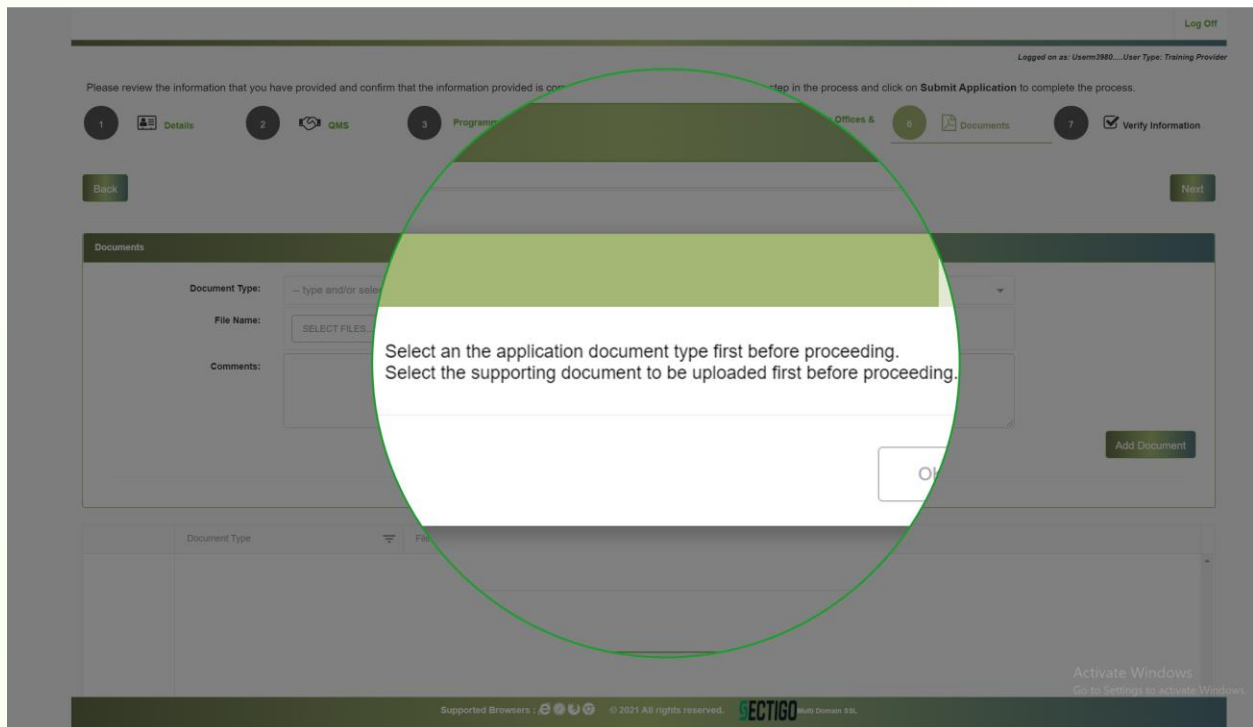 Log Off
Logged on as: Userm3980....User Type: Training Provider
Please review the information that you have provided and confirm that the information provided is step in the process and click on Submit Application to complete the process.
1 Details 2 QMS 3 Offices & 6 Documents 7 Verify Information
Back Next
Documents
Document Type: -- type and/or
File Name: SELECT FILES...
Comments:
Select an the application document type first before proceeding.
Select the supporting document to be uploaded first before proceeding.
Add Document
Document Type
Activate Windows
Go to Settings to activate Windows.
Supported Browsers : © 2021 All rights reserved. SECTIGO Multi Domain SSL